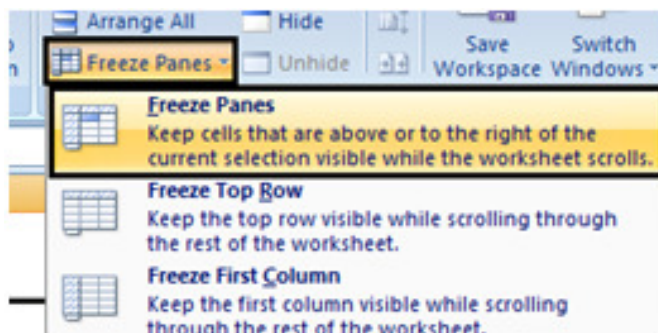 Arrange All Hide
Save Switch
Freeze Panes Unhide Workspace Windows
Freeze Panes
Keep cells that are above or to the right of the
current selection visible while the worksheet scrolls.
Freeze Top Row
Keep the top row visible while scrolling through
the rest of the worksheet.
Freeze First Column
Keep the first column visible while scrolling
through the rest of the worksheet.